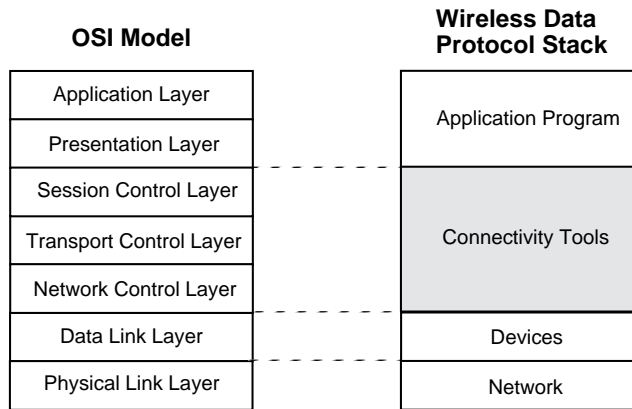 OSI Model
Wireless Data
Protocol Stack
Application Layer
Presentation Layer
Session Control Layer
Transport Control Layer
Network Control Layer
Data Link Layer
Physical Link Layer
Application Program
Connectivity Tools
Devices
Network